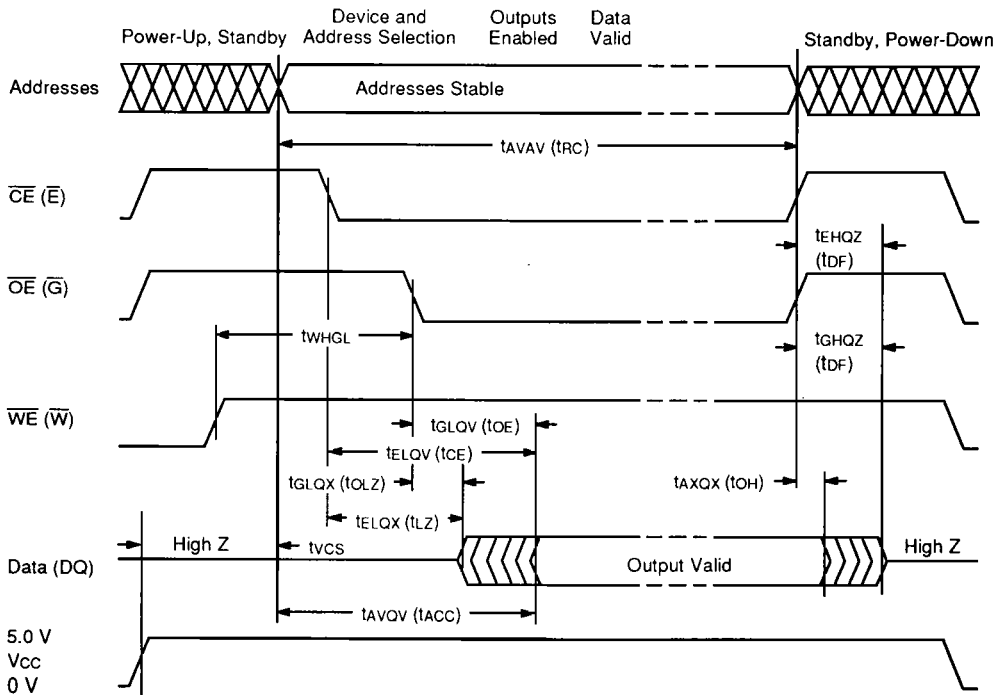 Power-Up, Standby
Device and
Address Selection
Outputs
Enabled
Data
Valid
Standby, Power-Down
Addresses
Addresses Stable
tAVAV (tRC)
CE (E)
tEHQZ
(tDF)
OE (G)
tWHGL
tGHQZ
(tDF)
WE (W)
tGLQV (tOE)
tELQV (tCE)
tGLQX (tOLZ)
tAXQX (tOH)
tELQX (tLZ)
High Z
tVCS
High Z
Data (DQ)
Output Valid
tAVQV (tACC)
5.0 V
VCC
0 V